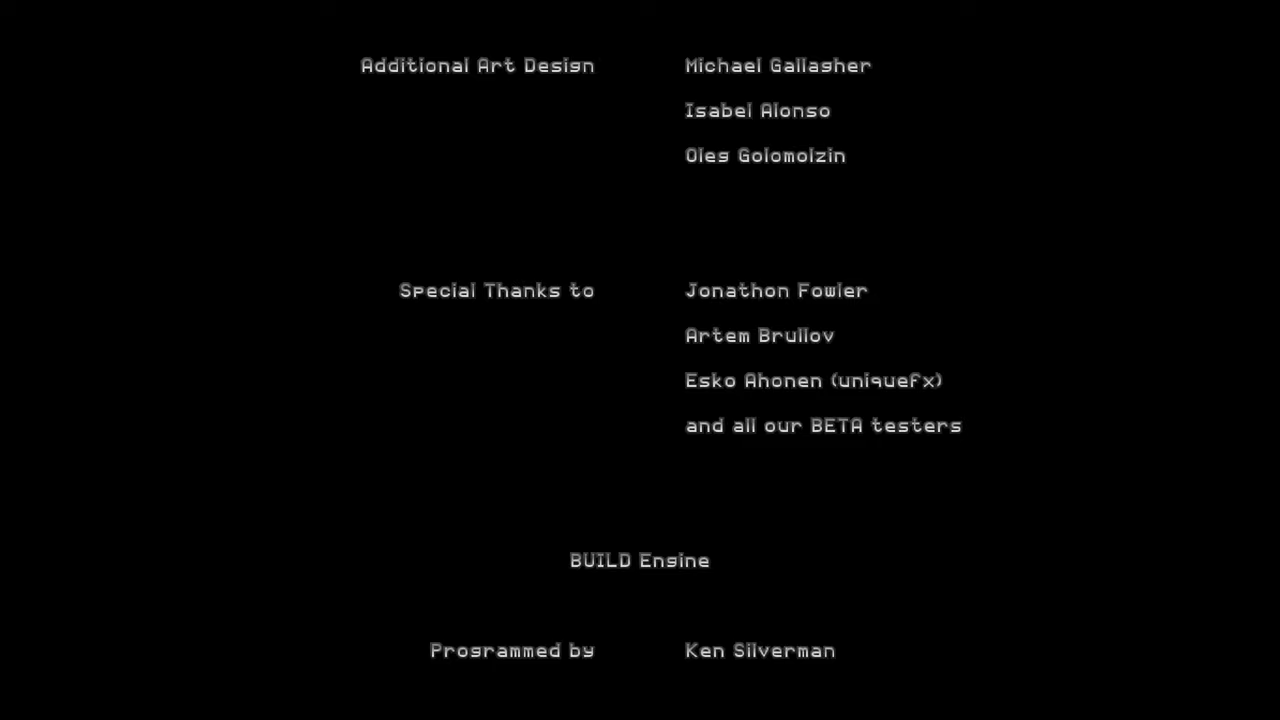 Additional Art Design Michael Gallagher
Isabel Alonso
Oleg Golomolzin
Special Thanks to Jonathon Fowler
Artem Brullov
Esko Ahonen (uniquefx)
and all our BETA testers
BUILD Engine
Programmed by Ken Silverman